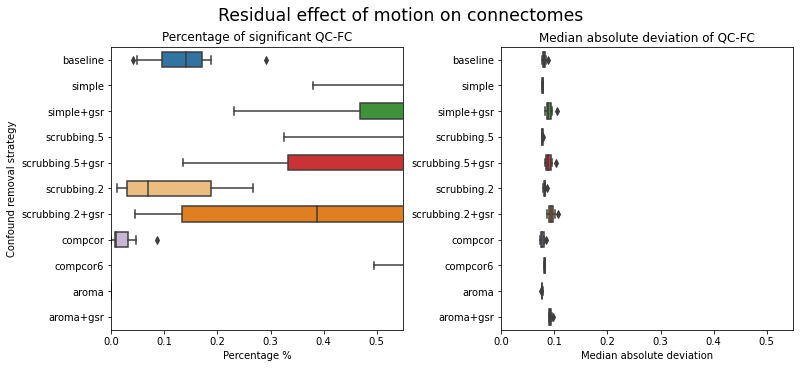 Residual effect of motion on connectomes
Percentage of significant QC-FC
Confound removal strategy
baseline
simple
simple+gsr
scrubbing.5
scrubbing.5+gsr
scrubbing.2
scrubbing.2+gsr
compcor
compcor6
aroma
aroma+gsr
0.0 0.1 0.2 0.3 0.4 0.5
Percentage %
Median absolute deviation of QC-FC
baseline
simple
simple+gsr
scrubbing.5
scrubbing.5+gsr
scrubbing.2
scrubbing.2+gsr
compcor
compcor6
aroma
aroma+gsr
0.0 0.1 0.2 0.3 0.4 0.5
Median absolute deviation